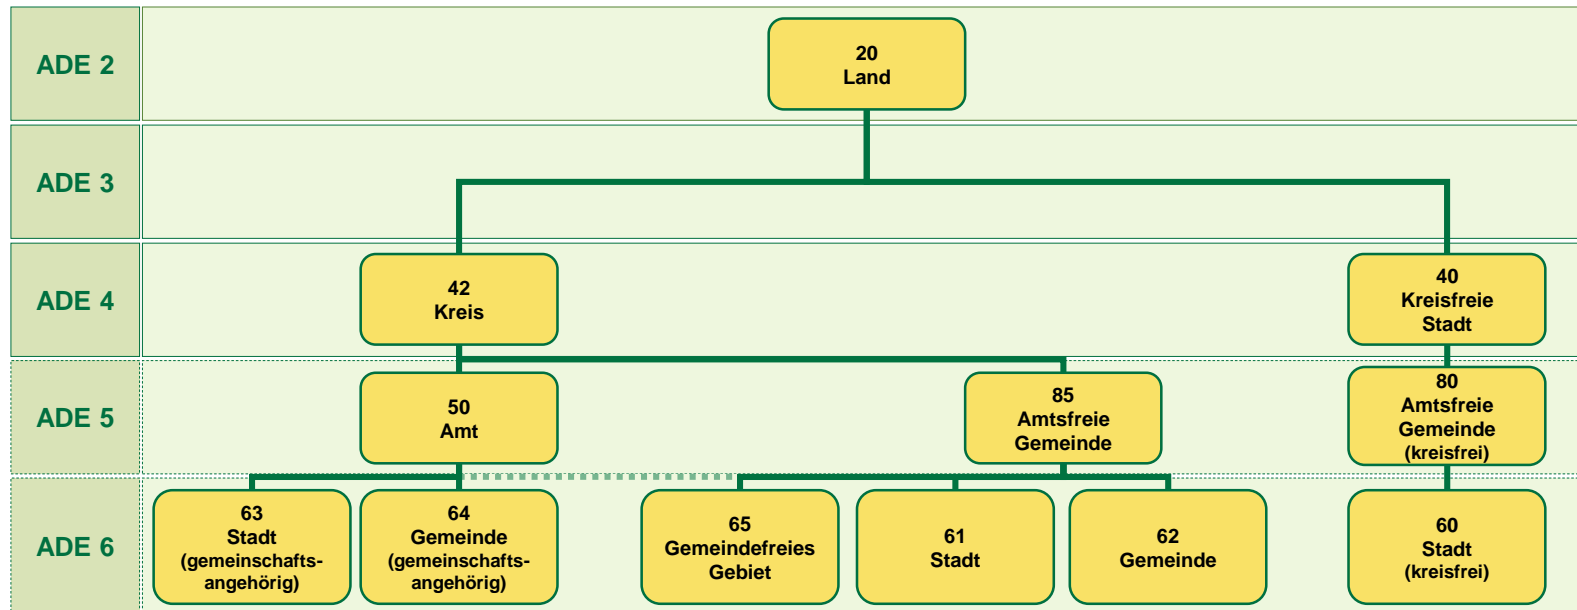 ADE 2
20
Land
ADE 3
ADE 4
42
Kreis
40
Kreisfreie
Stadt
ADE 5
50
Amt
85
Amtsfreie
Gemeinde
80
Amtsfreie
Gemeinde
(kreisfrei)
ADE 6
63
Stadt
(gemeinschafts-
angehörig)
64
Gemeinde
(gemeinschafts-
angehörig)
65
Gemeindefreies
Gebiet
61
Stadt
62
Gemeinde
60
Stadt
(kreisfrei)